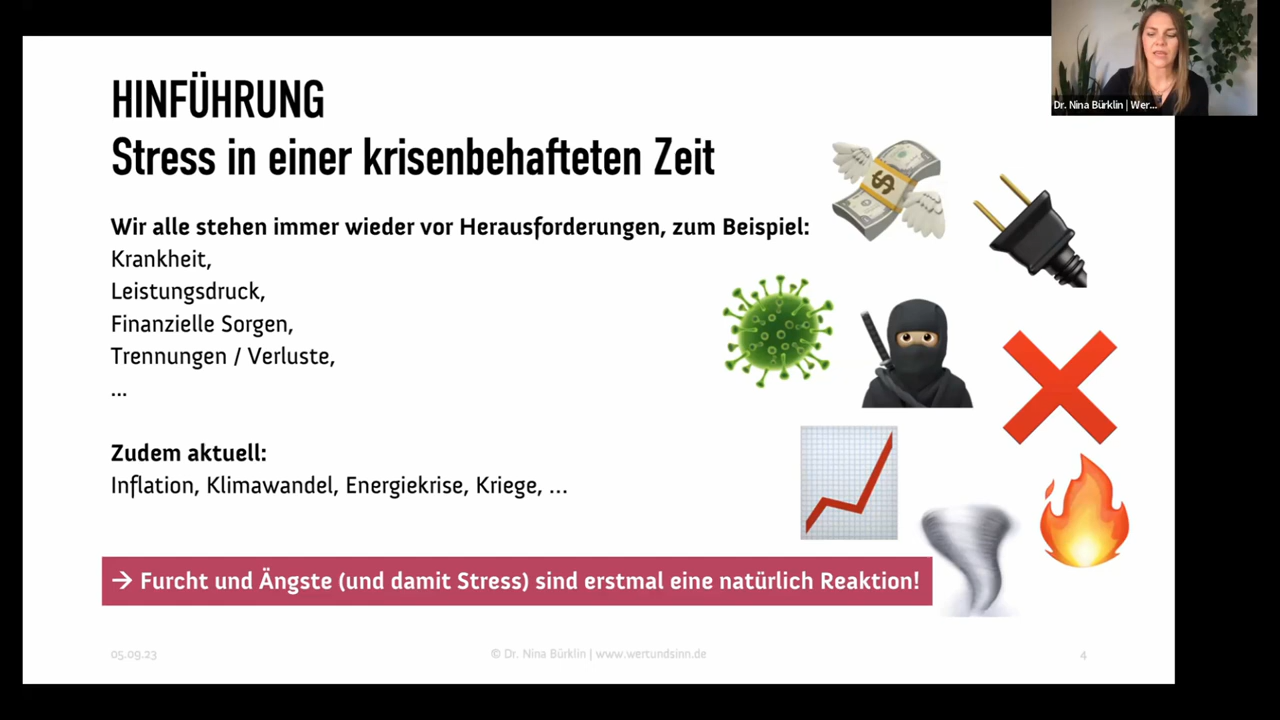 HINFÜHRUNG
Stress in einer krisenbehafteten Zeit
Wir alle stehen immer wieder vor Herausforderungen, zum Beispiel:
Krankheit,
Leistungsdruck,
Finanzielle Sorgen,
Trennungen / Verluste,
...
Zudem aktuell:
Inflation, Klimawandel, Energiekrise, Kriege, ...
→ Furcht und Ängste (und damit Stress) sind erstmal eine natürlich Reaktion!
05.09.23
© Dr. Nina Bürklin | www.wertundsinn.de
4
Dr. Nina Bürklin | Wer...
$